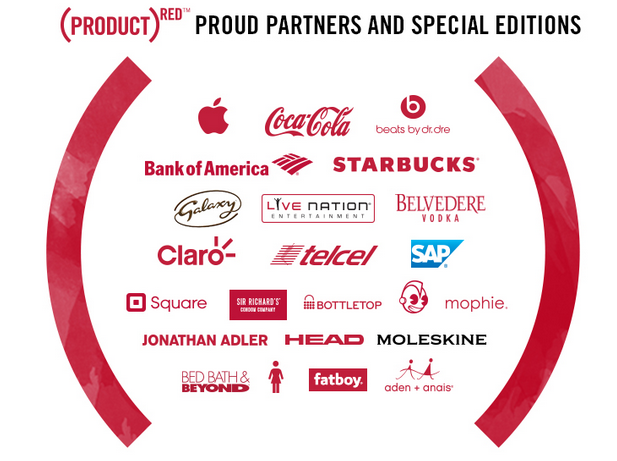 (PRODUCT)RED™ PROUD PARTNERS AND SPECIAL EDITIONS
Coca-Cola
b
beats by dr. dre
Bank of America STARBUCKS®
Galaxy LIVE NATION® ENTERTAINMENT BELVEDERE VODKA
Claro telcel SAP®
Square SIR RICHARD'S CONDOM COMPANY BOTTLETOP mophie.
JONATHAN ADLER HEAD MOLESKINE
BED BATH & BEYOND fatboy® aden + anais®